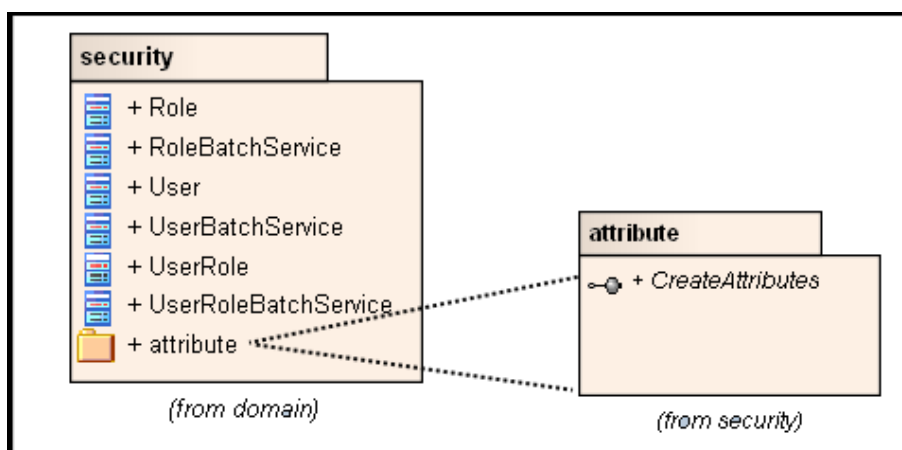 security
+ Role
+ RoleBatchService
+ User
+ UserBatchService
+ UserRole
+ UserRoleBatchService
+ attribute
(from domain)
attribute
+ CreateAttributes
(from security)